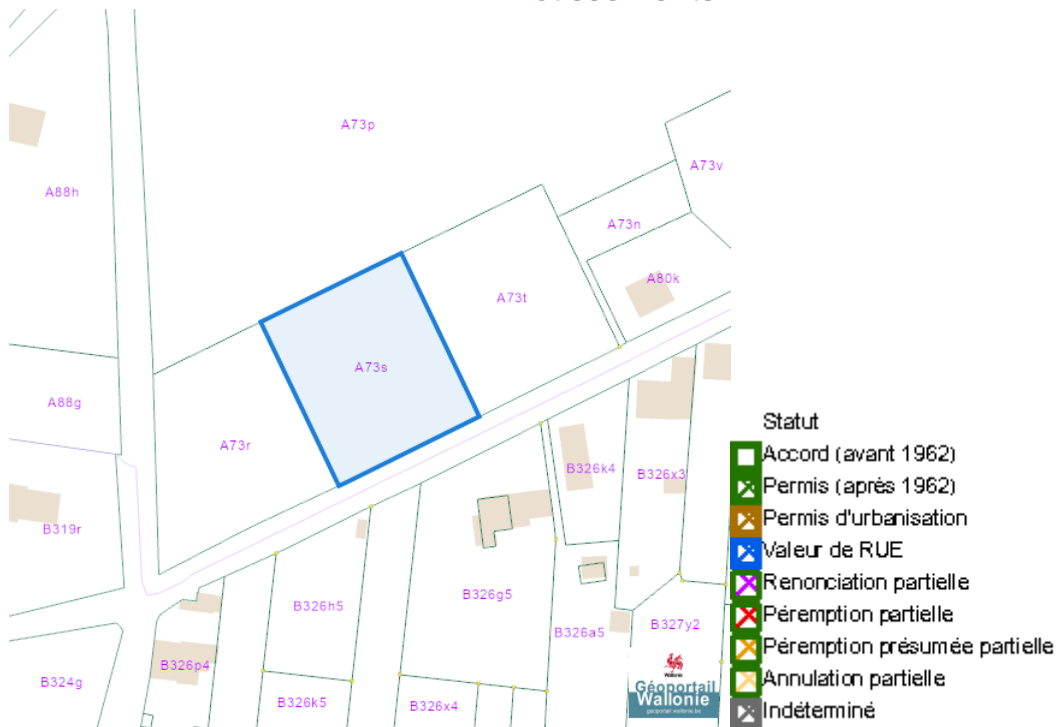 A73p
A73v
A88h
A73n
A80k
A73t
A73s
A88g
A73r
B326k4
B326x3
B319r
B326h5
B326g5
B326a5
B327y2
B326p4
B324g
B326k5
B326x4
Wallonie
Géoportail
Wallonie
geoportail.wallonie.be
Statut
Accord (avant 1962)
Permis (après 1962)
Permis d'urbanisation
Valeur de RUE
Renonciation partielle
Péremption partielle
Péremption présumée partielle
Annulation partielle
Indéterminé